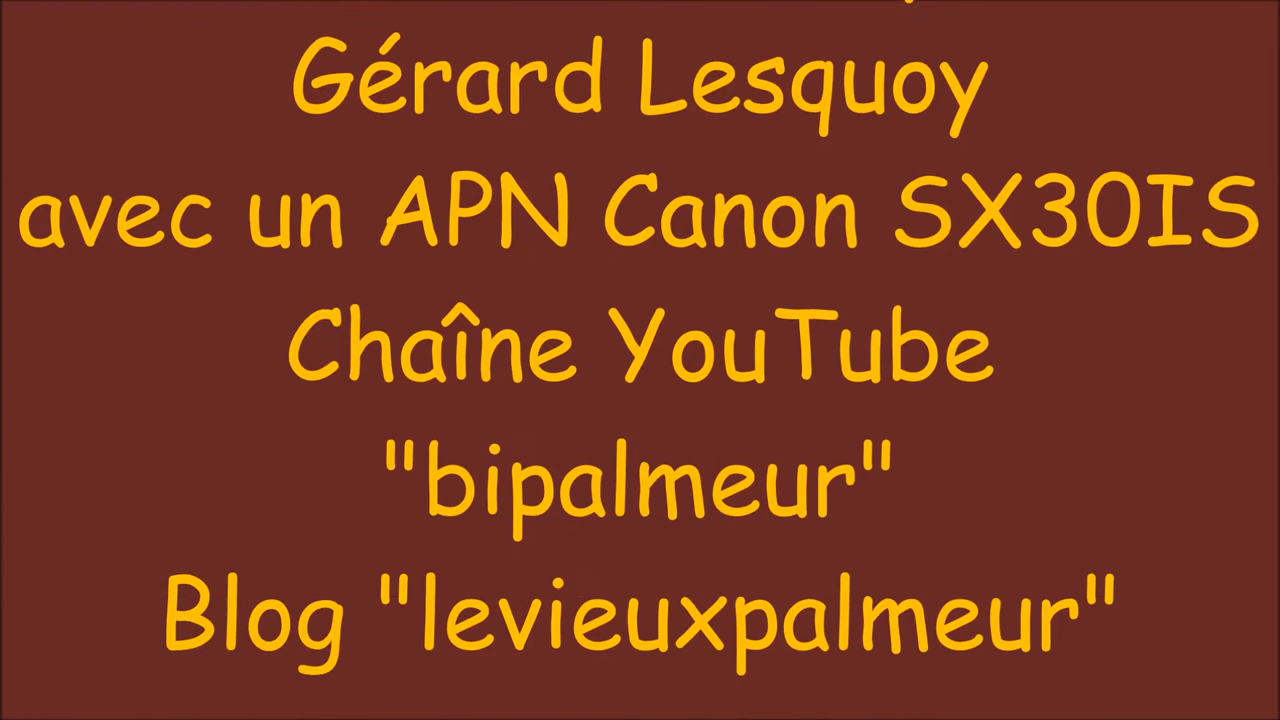 Gérard Lesquoy
avec un APN Canon SX30IS
Chaîne YouTube
"bipalmeur"
Blog "levieuxpalmeur"